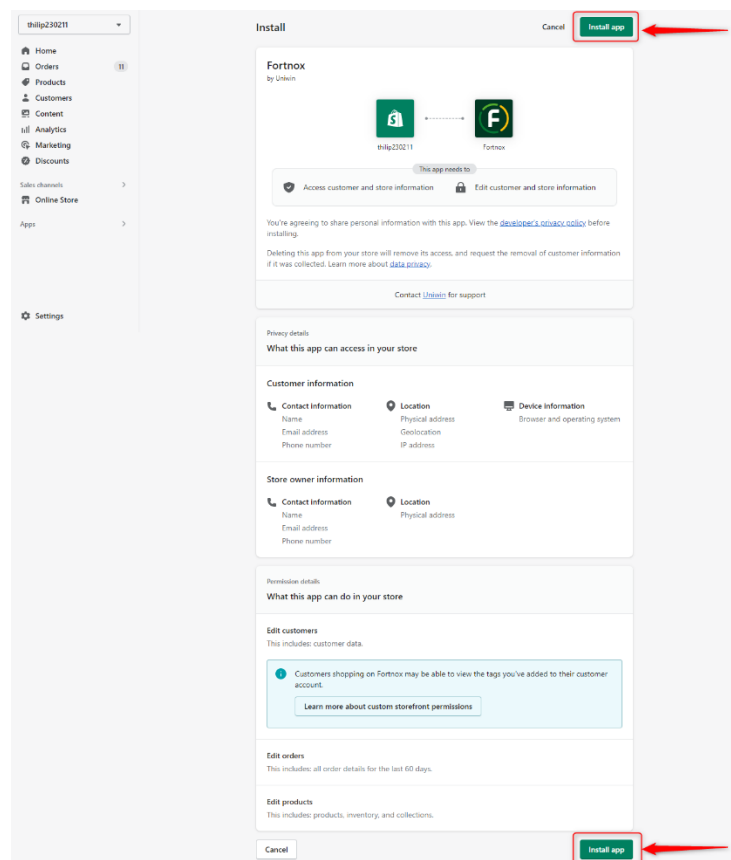 thilip230211
Install
Cancel
Install app
Home
Orders 11
Products
Customers
Content
Analytics
Marketing
Discounts
Sales channels
Online Store
Apps
Settings
Fortnox
by Uniwin
thilip230211
Fortnox
This app needs to
Access customer and store information
Edit customer and store information
You're agreeing to share personal information with this app. View the developer's privacy policy before
installing.
Deleting this app from your store will remove its access, and request the removal of customer information
if it was collected. Learn more about data privacy.
Contact Uniwin for support
Privacy details
What this app can access in your store
Customer information
Contact information
Name
Email address
Phone number
Location
Physical address
Geolocation
IP address
Device information
Browser and operating system
Store owner information
Contact information
Name
Email address
Phone number
Location
Physical address
Permission details
What this app can do in your store
Edit customers
This includes: customer data.
Customers shopping on Fortnox may be able to view the tags you've added to their customer
account.
Learn more about custom storefront permissions
Edit orders
This includes: all order details for the last 60 days.
Edit products
This includes: products, inventory, and collections.
Cancel
Install app